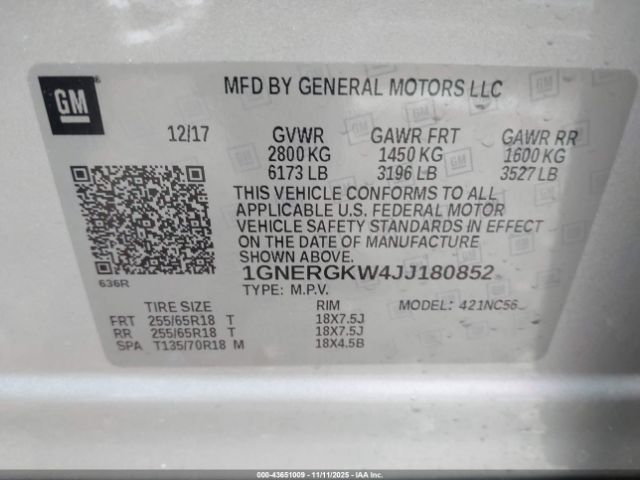 GM
MFD BY GENERAL MOTORS LLC
12/17 GVWR GAWR FRT GAWR RR
2800 KG 1450 KG 1600 KG
6173 LB 3196 LB 3527 LB
THIS VEHICLE CONFORMS TO ALL
APPLICABLE U.S. FEDERAL MOTOR
VEHICLE SAFETY STANDARDS IN EFFECT
ON THE DATE OF MANUFACTURE
SHOWN ABOVE.
1GNERGKW4JJ180852
636R
TYPE: M.P.V. MODEL: 421NC56
TIRE SIZE RIM
FRT 255/65R18 T 18X7.5J
RR 255/65R18 T 18X7.5J
SPA T135/70R18 M 18X4.5B
000-43651009 - 11/11/2025 - IAAI.COM